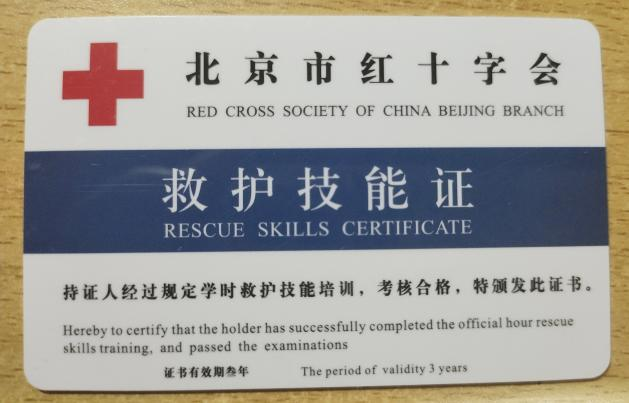 北京市红十字会
RED CROSS SOCIETY OF CHINA BEIJING BRANCH
救护技能证
RESCUE SKILLS CERTIFICATE
持证人经过规定学时救护技能培训，考核合格，特颁发此证书。
Hereby to certify that the holder has successfully completed the official hour rescue
skills training, and passed the examinations
证书有效期叁年 The period of validity 3 years